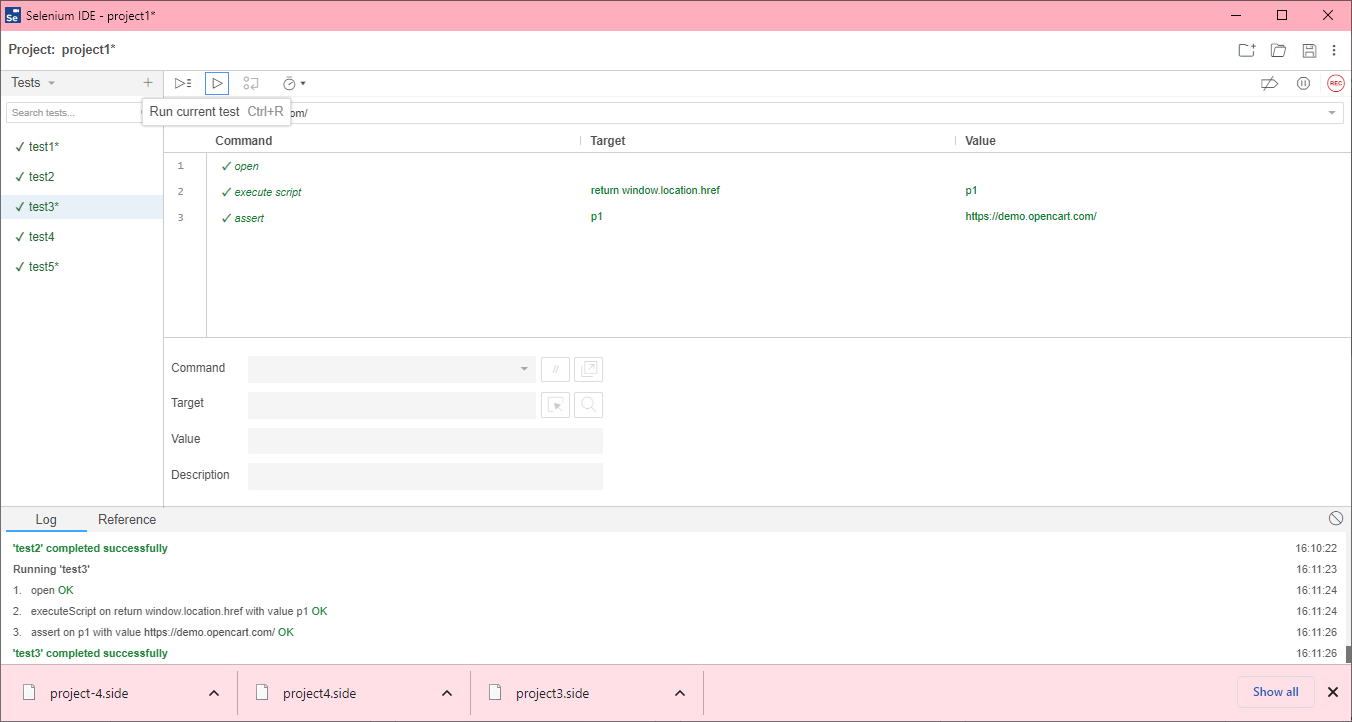 Se Selenium IDE - project1*
Project: project1*
Tests
+
REC
Search tests...
Run current test Ctrl+R
om/
Command Target Value
test1*
test2
test3*
test4
test5*
1 open
2 execute script return window.location.href p1
3 assert p1 https://demo.opencart.com/
Command
//
Target
Value
Description
Log Reference
'test2' completed successfully 16:10:22
Running 'test3' 16:11:23
1. open OK 16:11:24
2. executeScript on return window.location.href with value p1 OK 16:11:24
3. assert on p1 with value https://demo.opencart.com/ OK 16:11:26
'test3' completed successfully 16:11:26
project-4.side project4.side project3.side Show all